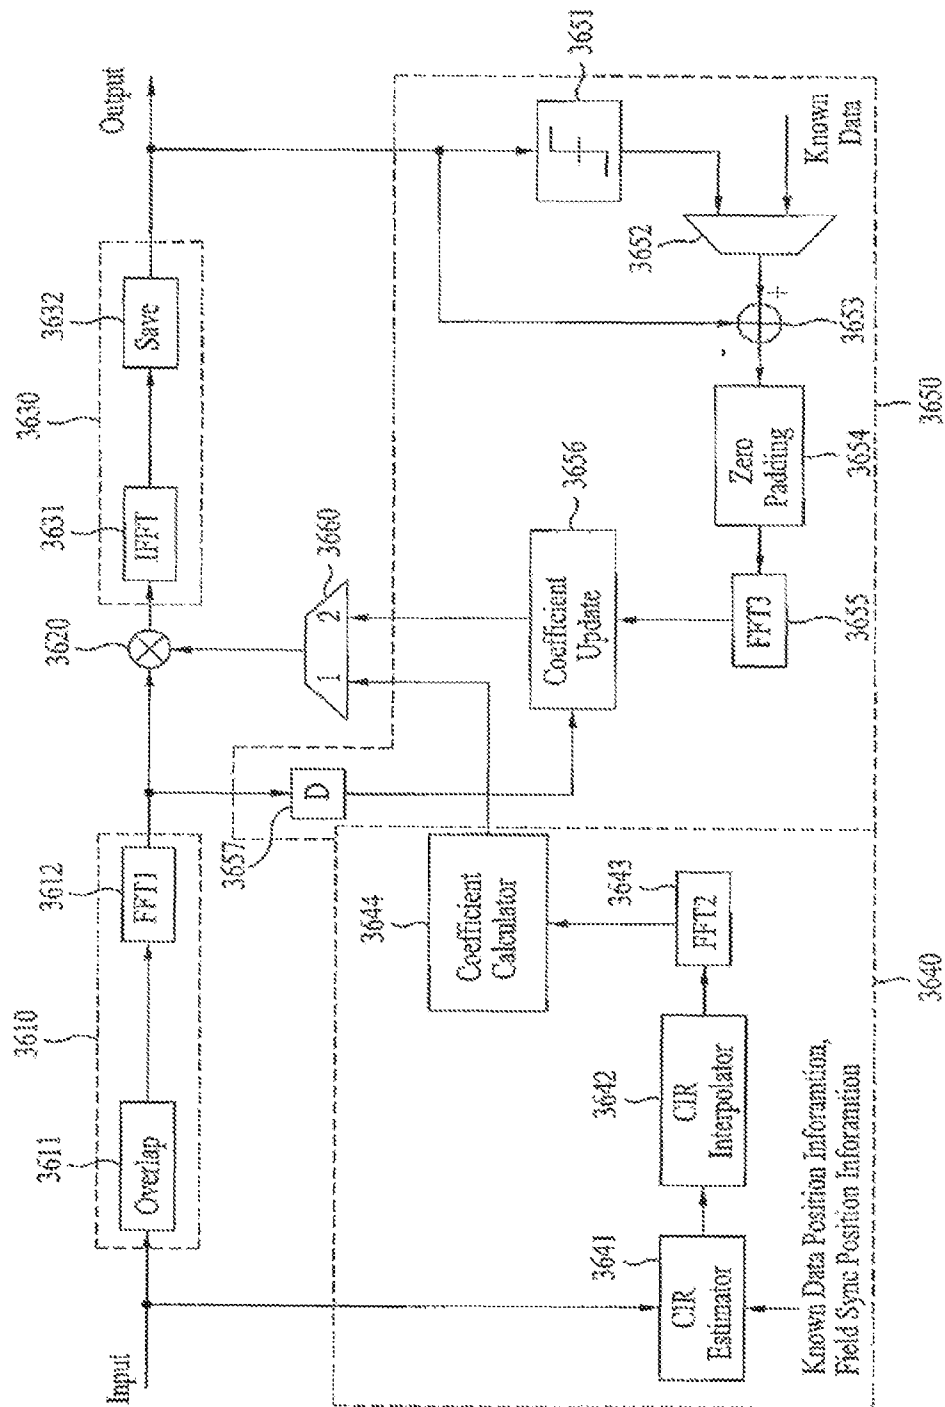 Input
Output
3610
3611
Overlap
3612
FFT1
3620
3630
3631
IFFT
3632
Save
3657
D
3660
1
2
3656
Coefficient
Update
3651
3652
Known
Data
+
3653
3654
Zero
Padding
3655
FFT3
3650
3644
Coefficient
Calculator
3643
FFT2
3642
CIR
Interpolator
3641
CIR
Estimator
3640
Known Data Position Inforamtion,
Field Sync Position Inforamtion